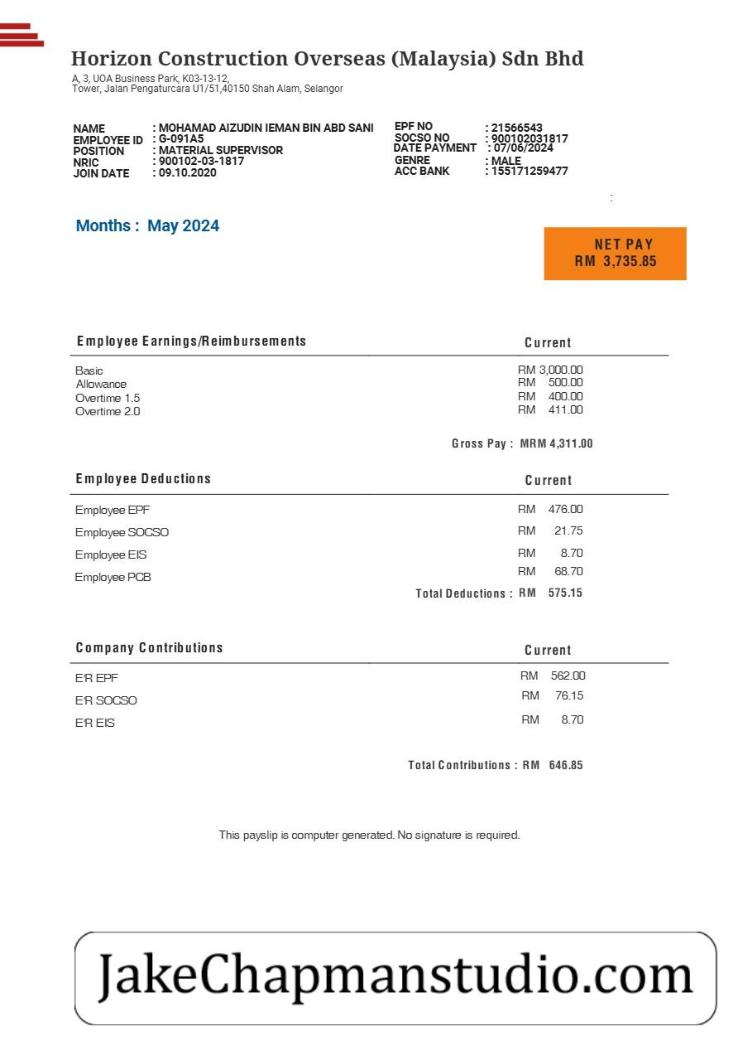 Horizon Construction Overseas (Malaysia) Sdn Bhd
A, 3, UOA Business Park, K03-13-12,
Tower, Jalan Pengaturcara U1/51,40150 Shah Alam, Selangor
NAME : MOHAMAD AIZUDIN IEMAN BIN ABD SANI EPF NO : 21566543
EMPLOYEE ID : G-091A5 SOCSO NO : 900102031817
POSITION : MATERIAL SUPERVISOR DATE PAYMENT : 07/06/2024
NRIC : 900102-03-1817 GENRE : MALE
JOIN DATE : 09.10.2020 ACC BANK : 155171259477
:
Months : May 2024
NET PAY
RM 3,735.85
Employee Earnings/Reimbursements Current
Basic RM 3,000.00
Allowance RM 500.00
Overtime 1.5 RM 400.00
Overtime 2.0 RM 411.00
Gross Pay : MRM 4,311.00
Employee Deductions Current
Employee EPF RM 476.00
Employee SOCSO RM 21.75
Employee EIS RM 8.70
Employee PCB RM 68.70
Total Deductions : RM 575.15
Company Contributions Current
E'R EPF RM 562.00
E'R SOCSO RM 76.15
E'R EIS RM 8.70
Total Contributions : RM 646.85
This payslip is computer generated. No signature is required.
JakeChapmanstudio.com